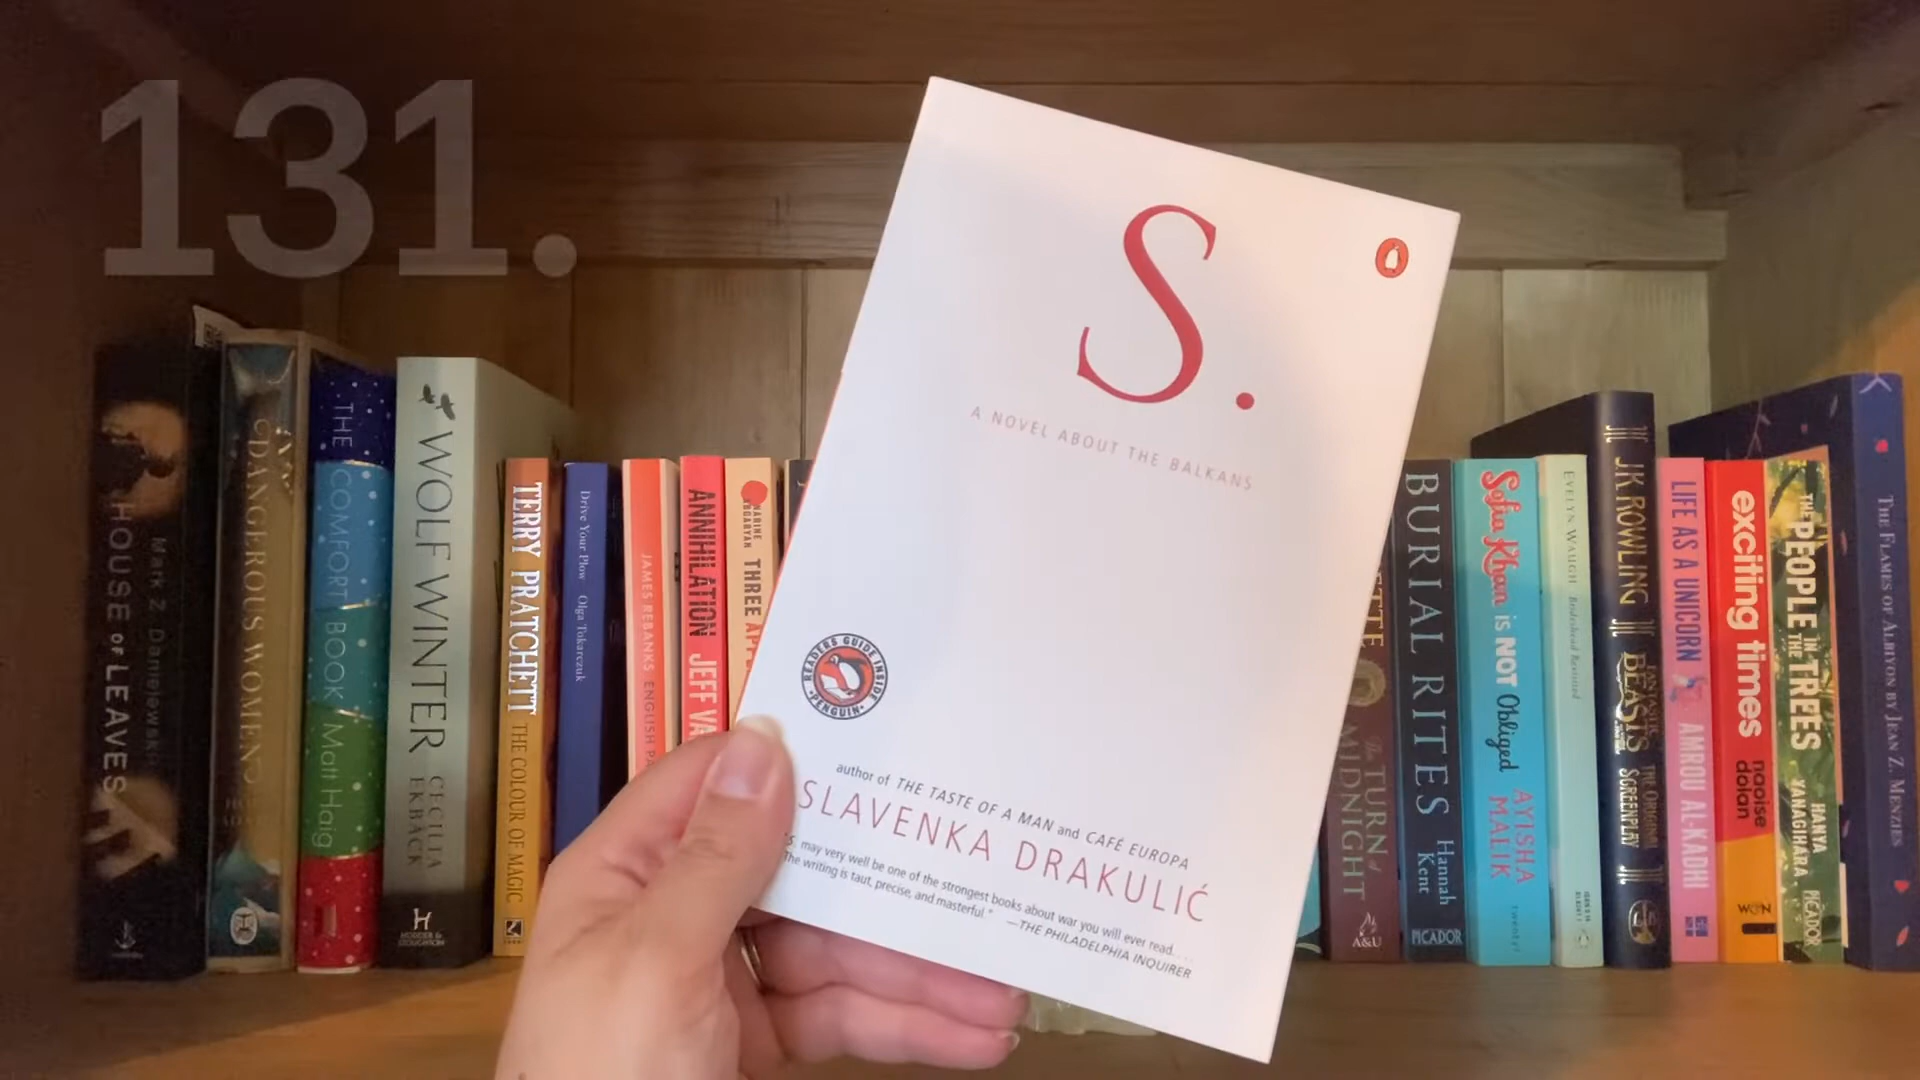 131.
S.
A NOVEL ABOUT THE BALKANS
READERS GUIDE INSIDE
PENGUIN
author of THE TASTE OF A MAN and CAFÉ EUROPA
SLAVENKA DRAKULIĆ
S. may very well be one of the strongest books about war you will ever read. . . .
The writing is taut, precise, and masterful."
—THE PHILADELPHIA INQUIRER
Mark Z Danielewski
HOUSE OF LEAVES
DANGEROUS WOMEN
THE COMFORT BOOK Matt Haig
WOLF WINTER CECILIA EKBACK
HODDER & STOUGHTON
TERRY PRATCHETT THE COLOUR OF MAGIC
Drive Your Plow Olga Tokarczuk
JAMES REBANKS ENGLISH
ANNIHILATION JEFF
THREE
The TURN of MIDNIGHT
A&U
BURIAL RITES Hannah Kent
PICADOR
Sofia Khan is NOT Obliged AYISHA MALIK
twenty7
EVELYN WAUGH Brideshead Revisited
J.K. ROWLING FANTASTIC BEASTS THE ORIGINAL SCREENPLAY
LIFE AS A UNICORN AMROU AL-KADHI
exciting times naoise dolan
W&N
THE PEOPLE IN THE TREES HANYA YANAGIHARA PICADOR
THE FLAMES OF ALBIYON BY JEAN Z. MENZIES